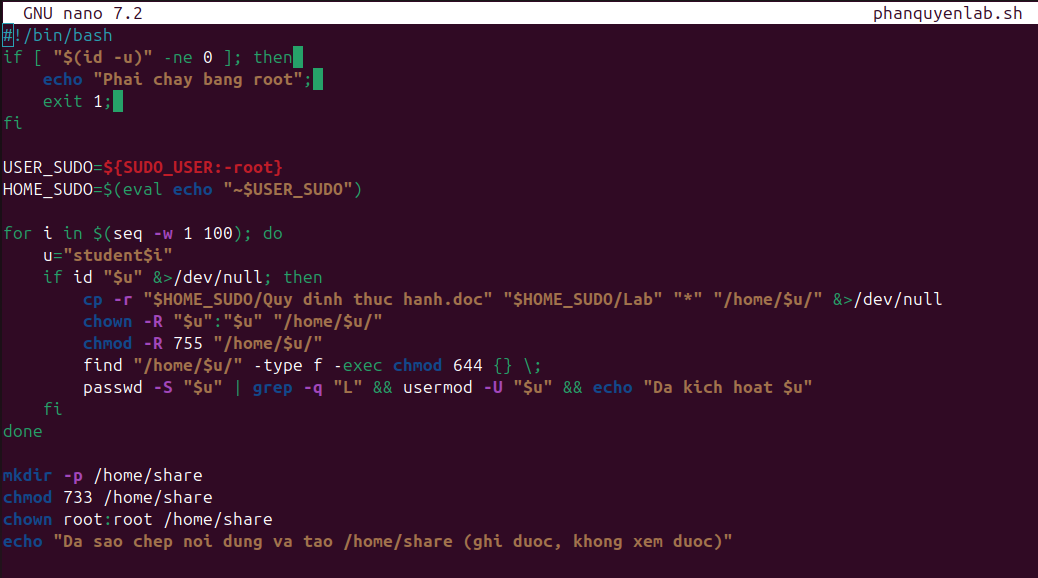 GNU nano 7.2 phanquyenlab.sh
#!/bin/bash
if [ "$(id -u)" -ne 0 ]; then
    echo "Phai chay bang root";
    exit 1;
fi

USER_SUDO=${SUDO_USER:-root}
HOME_SUDO=$(eval echo "~$USER_SUDO")

for i in $(seq -w 1 100); do
    u="student$i"
    if id "$u" &>/dev/null; then
        cp -r "$HOME_SUDO/Quy dinh thuc hanh.doc" "$HOME_SUDO/Lab" "*" "/home/$u/" &>/dev/null
        chown -R "$u":"$u" "/home/$u/"
        chmod -R 755 "/home/$u/"
        find "/home/$u/" -type f -exec chmod 644 {} \;
        passwd -S "$u" | grep -q "L" && usermod -U "$u" && echo "Da kich hoat $u"
    fi
done

mkdir -p /home/share
chmod 733 /home/share
chown root:root /home/share
echo "Da sao chep noi dung va tao /home/share (ghi duoc, khong xem duoc)"